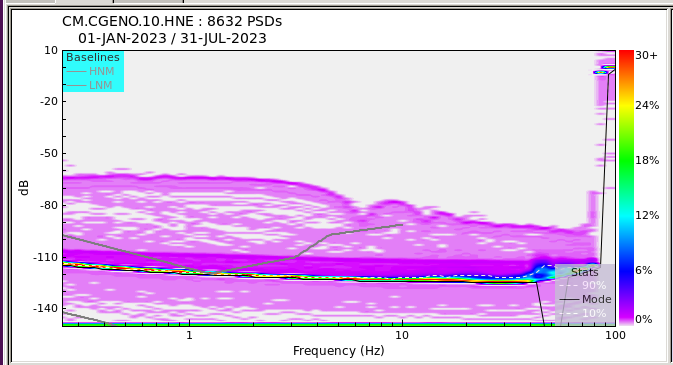 CM.CGENO.10.HNE : 8632 PSDs
01-JAN-2023 / 31-JUL-2023
Baselines
HNM
LNM
10
-20
-50
-80
-110
-140
dB
1
10
100
Frequency (Hz)
30+
24%
18%
12%
6%
0%
Stats
90%
Mode
10%